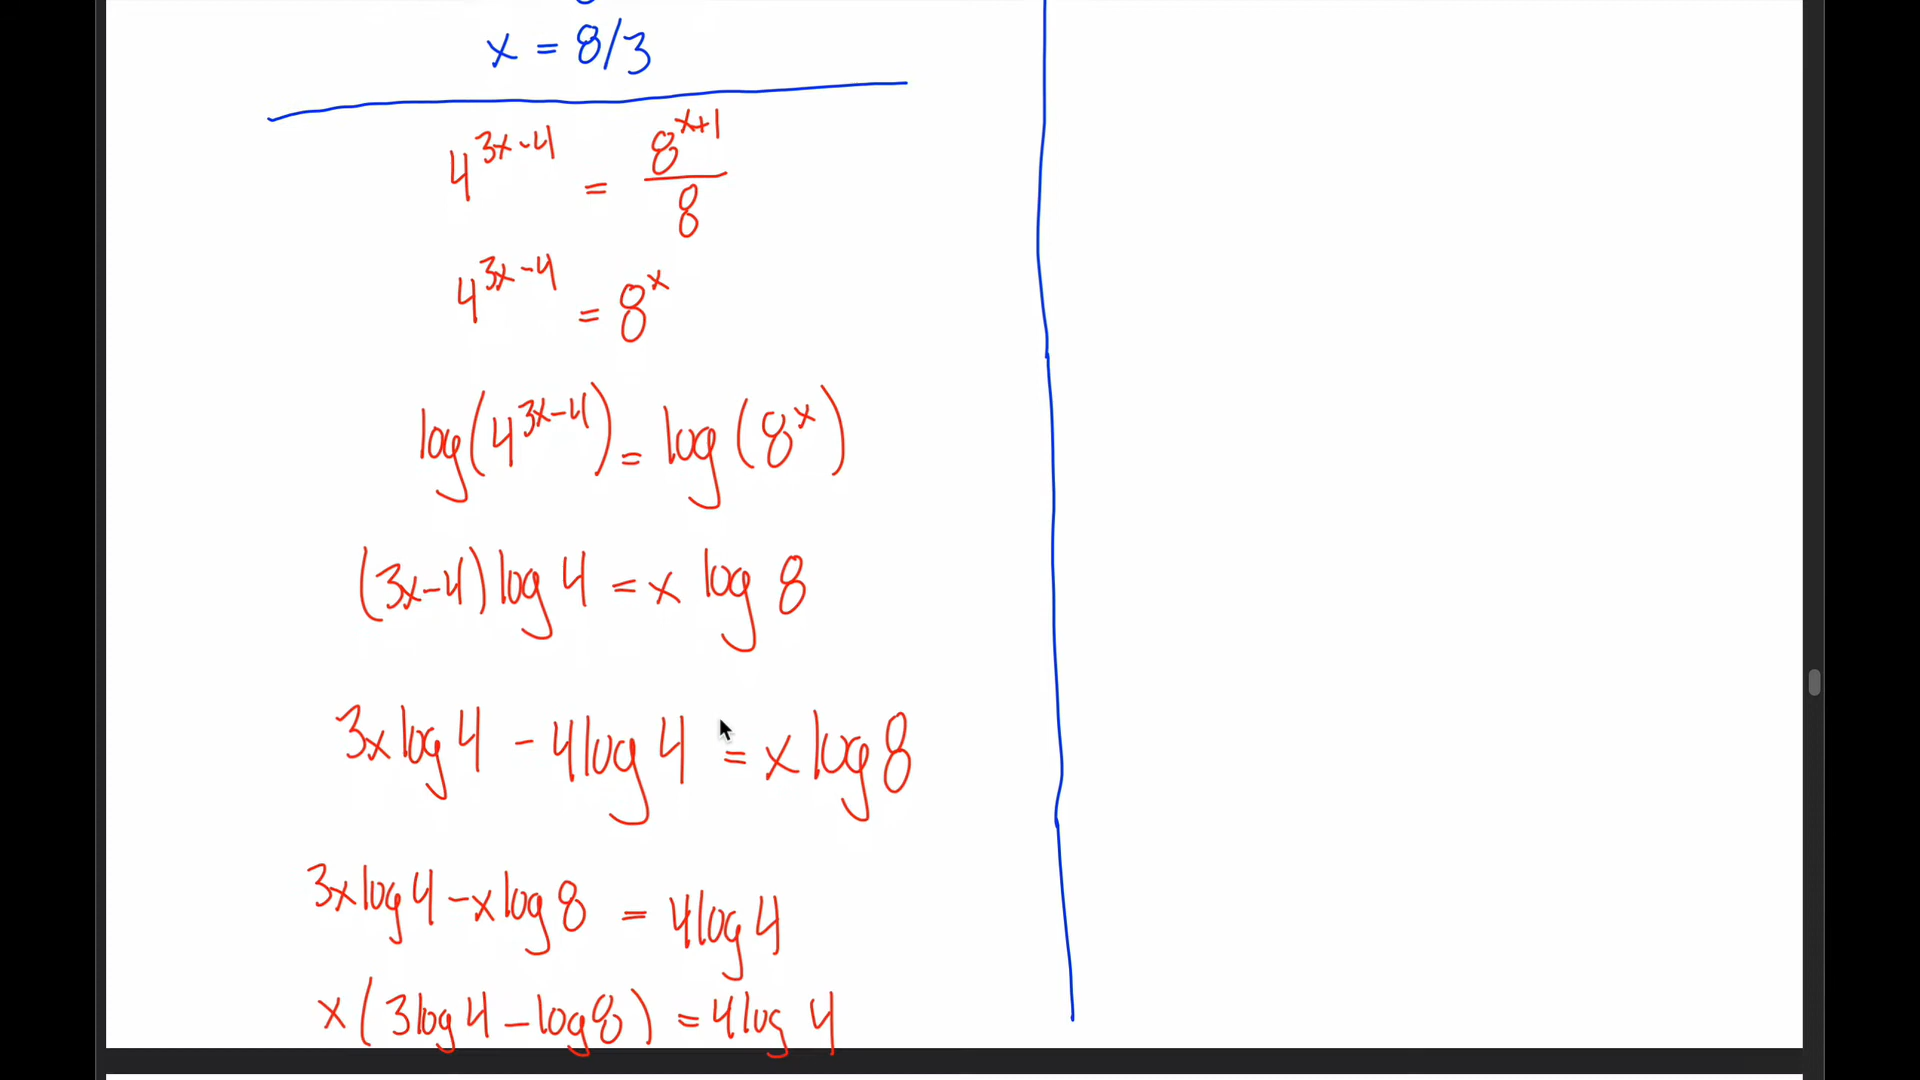 x = 8/3
4^{3x-4} = \frac{8^{x+1}}{8}
4^{3x-4} = 8^x
log(4^{3x-4}) = log(8^x)
(3x-4)log 4 = x log 8
3x log 4 - 4 log 4 = x log 8
3x log 4 - x log 8 = 4 log 4
x(3 log 4 - log 8) = 4 log 4